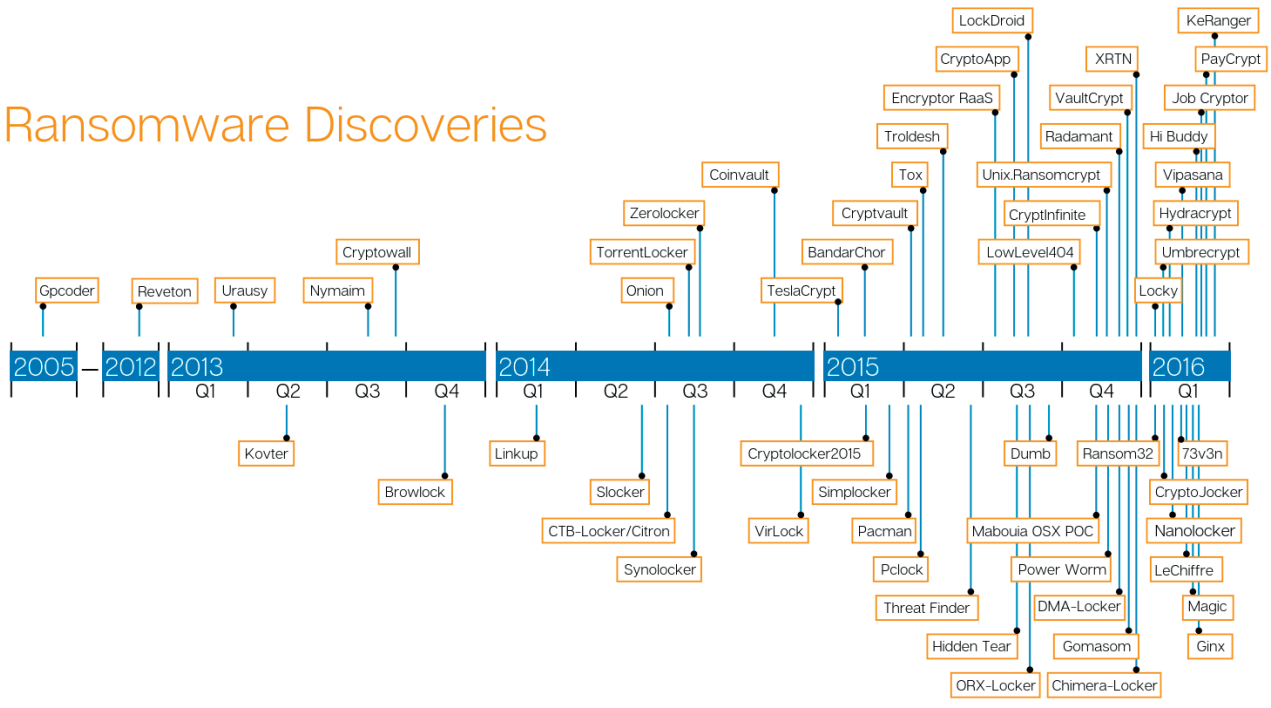 LockDroid
KeRanger
CryptoApp
XRTN
PayCrypt
Encryptor RaaS
VaultCrypt
Job Cryptor
Ransomware Discoveries
Troldesh
Radamant
Hi Buddy
Coinvault
Tox
Unix.Ransomcrypt
Vipasana
Zerolocker
Cryptvault
CryptInfinite
Hydracrypt
Cryptowall
TorrentLocker
BandarChor
LowLevel404
Umbrecrypt
Gpcoder
Reveton
Urausy
Nymaim
Onion
TeslaCrypt
Locky
2005
2012
2013
2014
2015
2016
Q1
Q2
Q3
Q4
Q1
Q2
Q3
Q4
Q1
Q2
Q3
Q4
Q1
Kovter
Linkup
Cryptolocker2015
Dumb
Ransom32
73v3n
Browlock
Slocker
Simplocker
CryptoJocker
CTB-Locker/Citron
VirLock
Pacman
Mabouia OSX POC
Nanolocker
Synolocker
Pclock
Power Worm
LeChiffre
Threat Finder
DMA-Locker
Magic
Hidden Tear
Gomasom
Ginx
ORX-Locker
Chimera-Locker